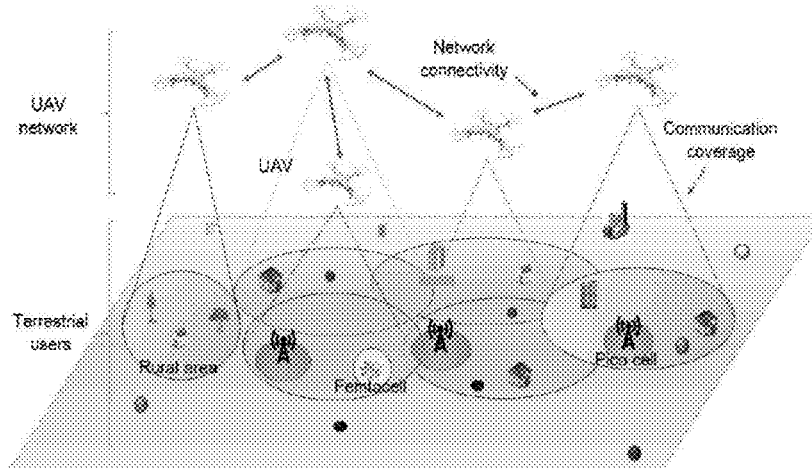 Network
connectivity
UAV
network
Communication
coverage
UAV
Terrestrial
users
Rural area
Femtocell
Pico cell